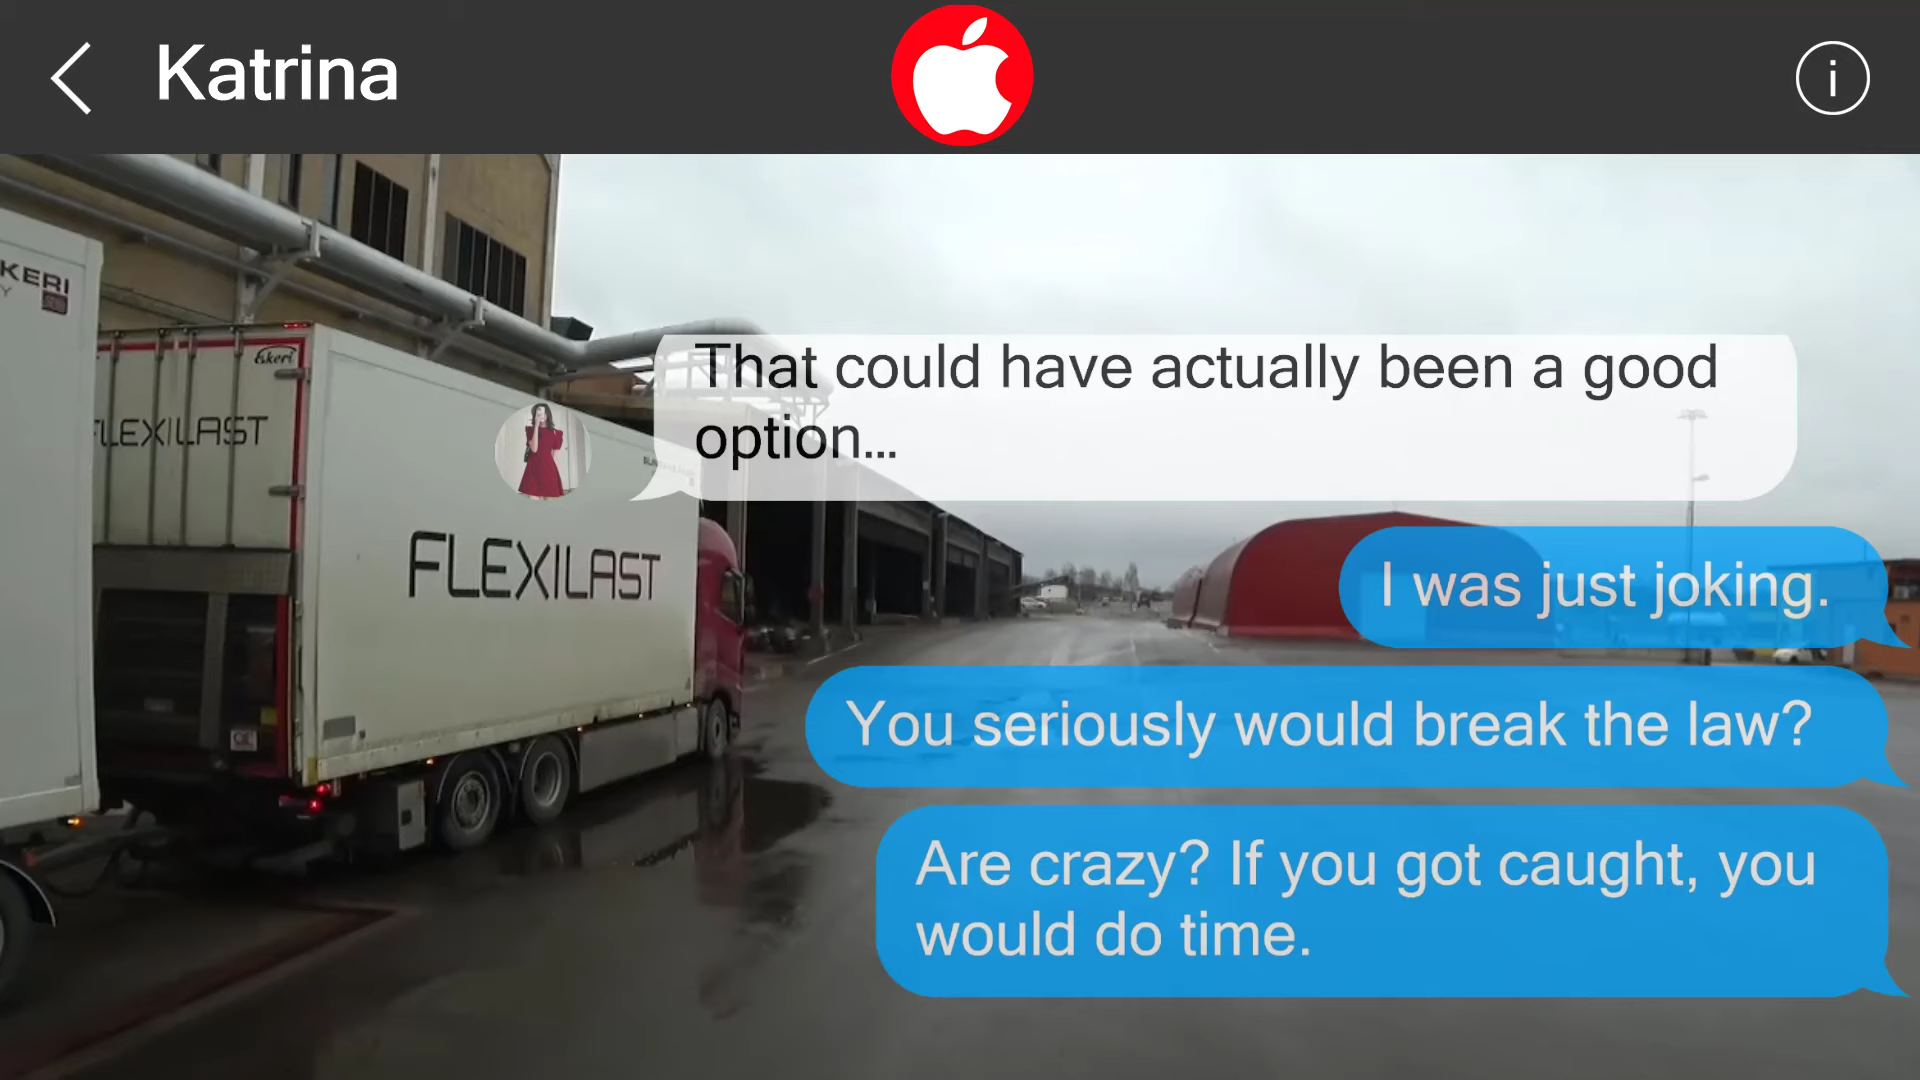 Katrina
i
That could have actually been a good
option...
I was just joking.
You seriously would break the law?
Are crazy? If you got caught, you
would do time.
KERI
Y
ekeri
FLEXILAST
FLEXILAST